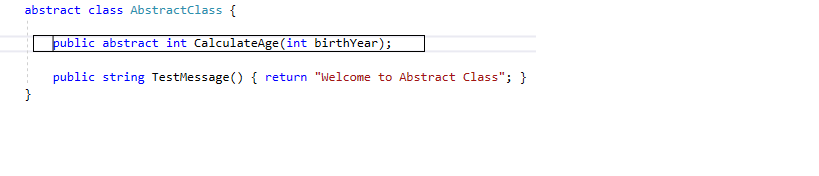 abstract class AbstractClass {
public abstract int CalculateAge(int birthYear);
public string TestMessage() { return "Welcome to Abstract Class"; }
}